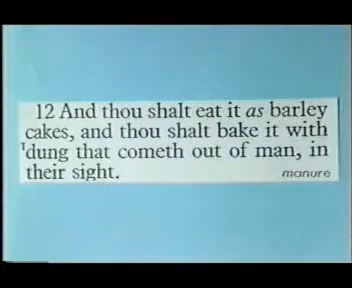 12 And thou shalt eat it as barley
cakes, and thou shalt bake it with
τdung that cometh out of man, in
their sight.
manure